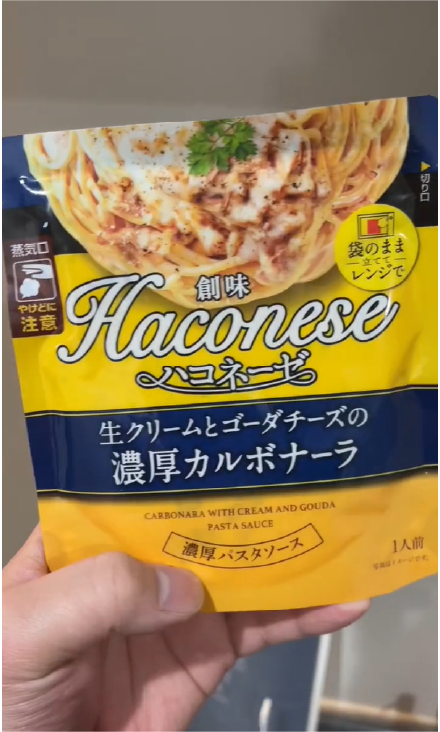 切り口
袋のまま
立てて
レンジで
蒸気口
やけどに
注意
創味
Haconese
ハコネーゼ
生クリームとゴーダチーズの
濃厚カルボナーラ
CARBONARA WITH CREAM AND GOUDA
PASTA SAUCE
濃厚パスタソース
1人前